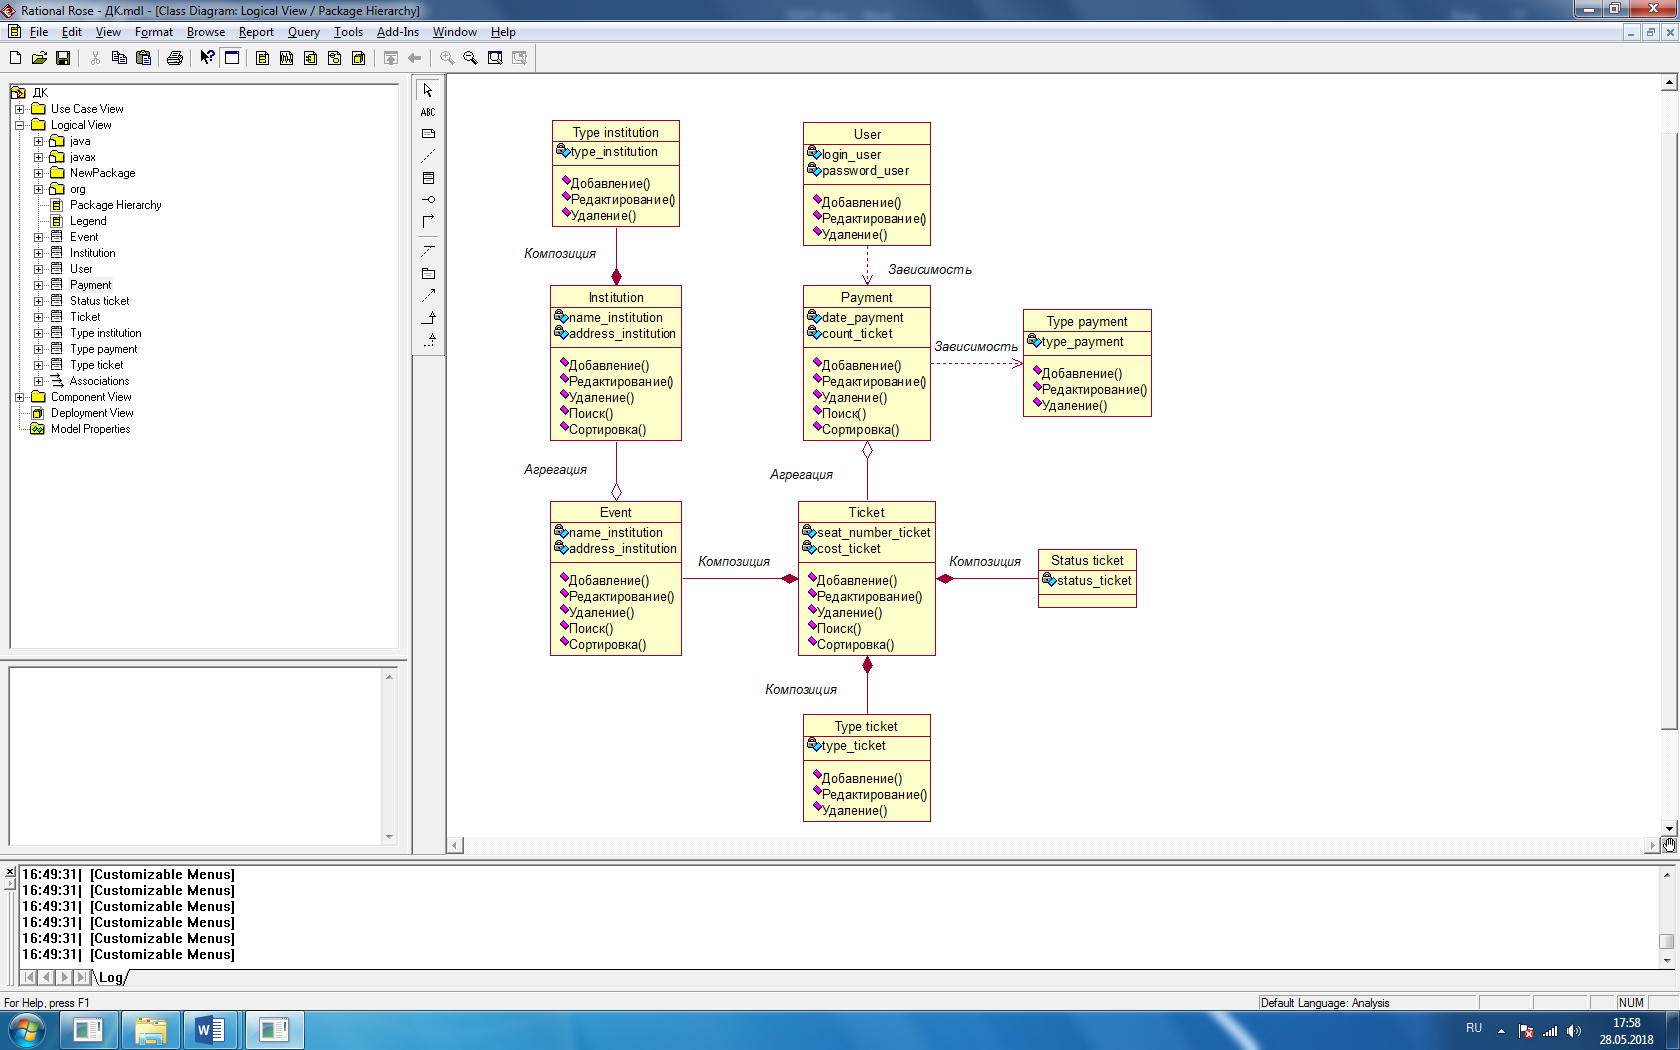 Rational Rose - ДК.mdl - [Class Diagram: Logical View / Package Hierarchy]
File Edit View Format Browse Report Query Tools Add-Ins Window Help
ДК
Use Case View
Logical View
java
javax
NewPackage
org
Package Hierarchy
Legend
Event
Institution
User
Payment
Status ticket
Ticket
Type institution
Type payment
Type ticket
Associations
Component View
Deployment View
Model Properties
ABC
Type institution
type_institution
Добавление()
Редактирование()
Удаление()
User
login_user
password_user
Добавление()
Редактирование()
Удаление()
Композиция
Зависимость
Institution
name_institution
address_institution
Добавление()
Редактирование()
Удаление()
Поиск()
Сортировка()
Payment
date_payment
count_ticket
Добавление()
Редактирование()
Удаление()
Поиск()
Сортировка()
Зависимость
Type payment
type_payment
Добавление()
Редактирование()
Удаление()
Агрегация
Агрегация
Event
name_institution
address_institution
Добавление()
Редактирование()
Удаление()
Поиск()
Сортировка()
Композиция
Ticket
seat_number_ticket
cost_ticket
Добавление()
Редактирование()
Удаление()
Поиск()
Сортировка()
Композиция
Status ticket
status_ticket
Композиция
Type ticket
type_ticket
Добавление()
Редактирование()
Удаление()
16:49:31| [Customizable Menus]
16:49:31| [Customizable Menus]
16:49:31| [Customizable Menus]
16:49:31| [Customizable Menus]
16:49:31| [Customizable Menus]
16:49:31| [Customizable Menus]
Log
For Help, press F1
Default Language: Analysis
NUM
RU
17:58
28.05.2018